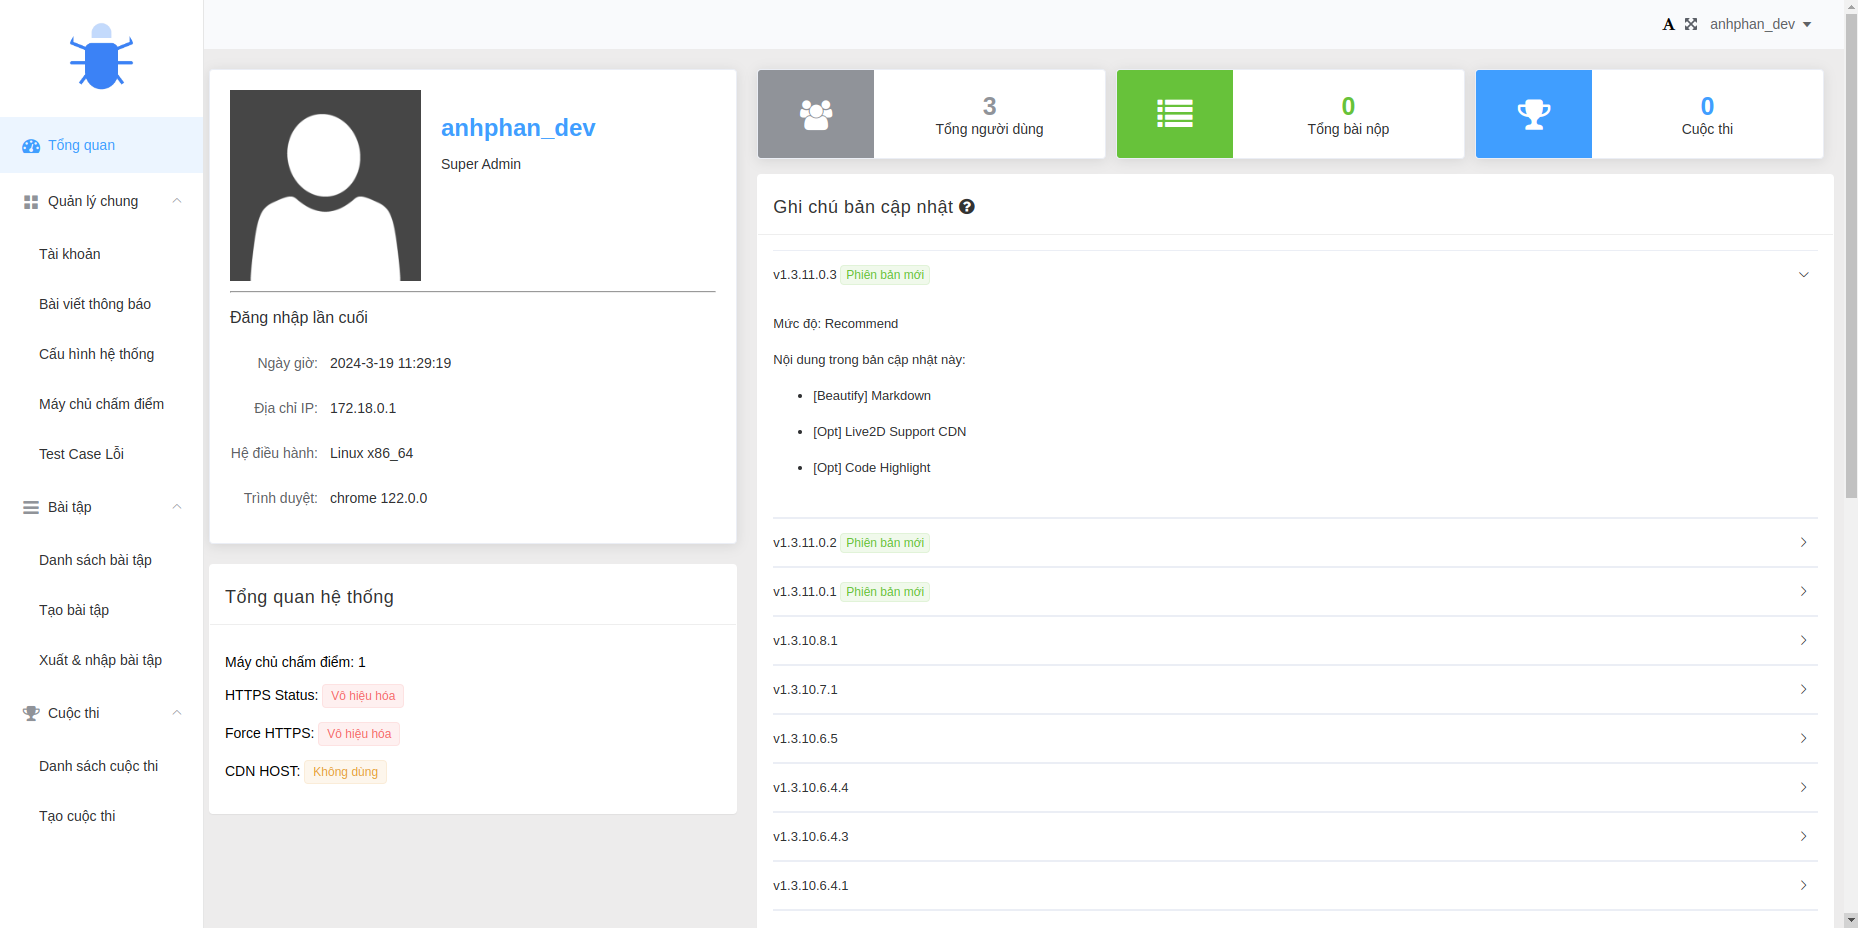 A anhphan_dev
Tổng quan
Quản lý chung
Tài khoản
Bài viết thông báo
Cấu hình hệ thống
Máy chủ chấm điểm
Test Case Lỗi
Bài tập
Danh sách bài tập
Tạo bài tập
Xuất & nhập bài tập
Cuộc thi
Danh sách cuộc thi
Tạo cuộc thi
anhphan_dev
Super Admin
Đăng nhập lần cuối
Ngày giờ: 2024-3-19 11:29:19
Địa chỉ IP: 172.18.0.1
Hệ điều hành: Linux x86_64
Trình duyệt: chrome 122.0.0
Tổng quan hệ thống
Máy chủ chấm điểm: 1
HTTPS Status: Vô hiệu hóa
Force HTTPS: Vô hiệu hóa
CDN HOST: Không dùng
3
Tổng người dùng
0
Tổng bài nộp
0
Cuộc thi
Ghi chú bản cập nhật
v1.3.11.0.3 Phiên bản mới
Mức độ: Recommend
Nội dung trong bản cập nhật này:
• [Beautify] Markdown
• [Opt] Live2D Support CDN
• [Opt] Code Highlight
v1.3.11.0.2 Phiên bản mới
v1.3.11.0.1 Phiên bản mới
v1.3.10.8.1
v1.3.10.7.1
v1.3.10.6.5
v1.3.10.6.4.4
v1.3.10.6.4.3
v1.3.10.6.4.1